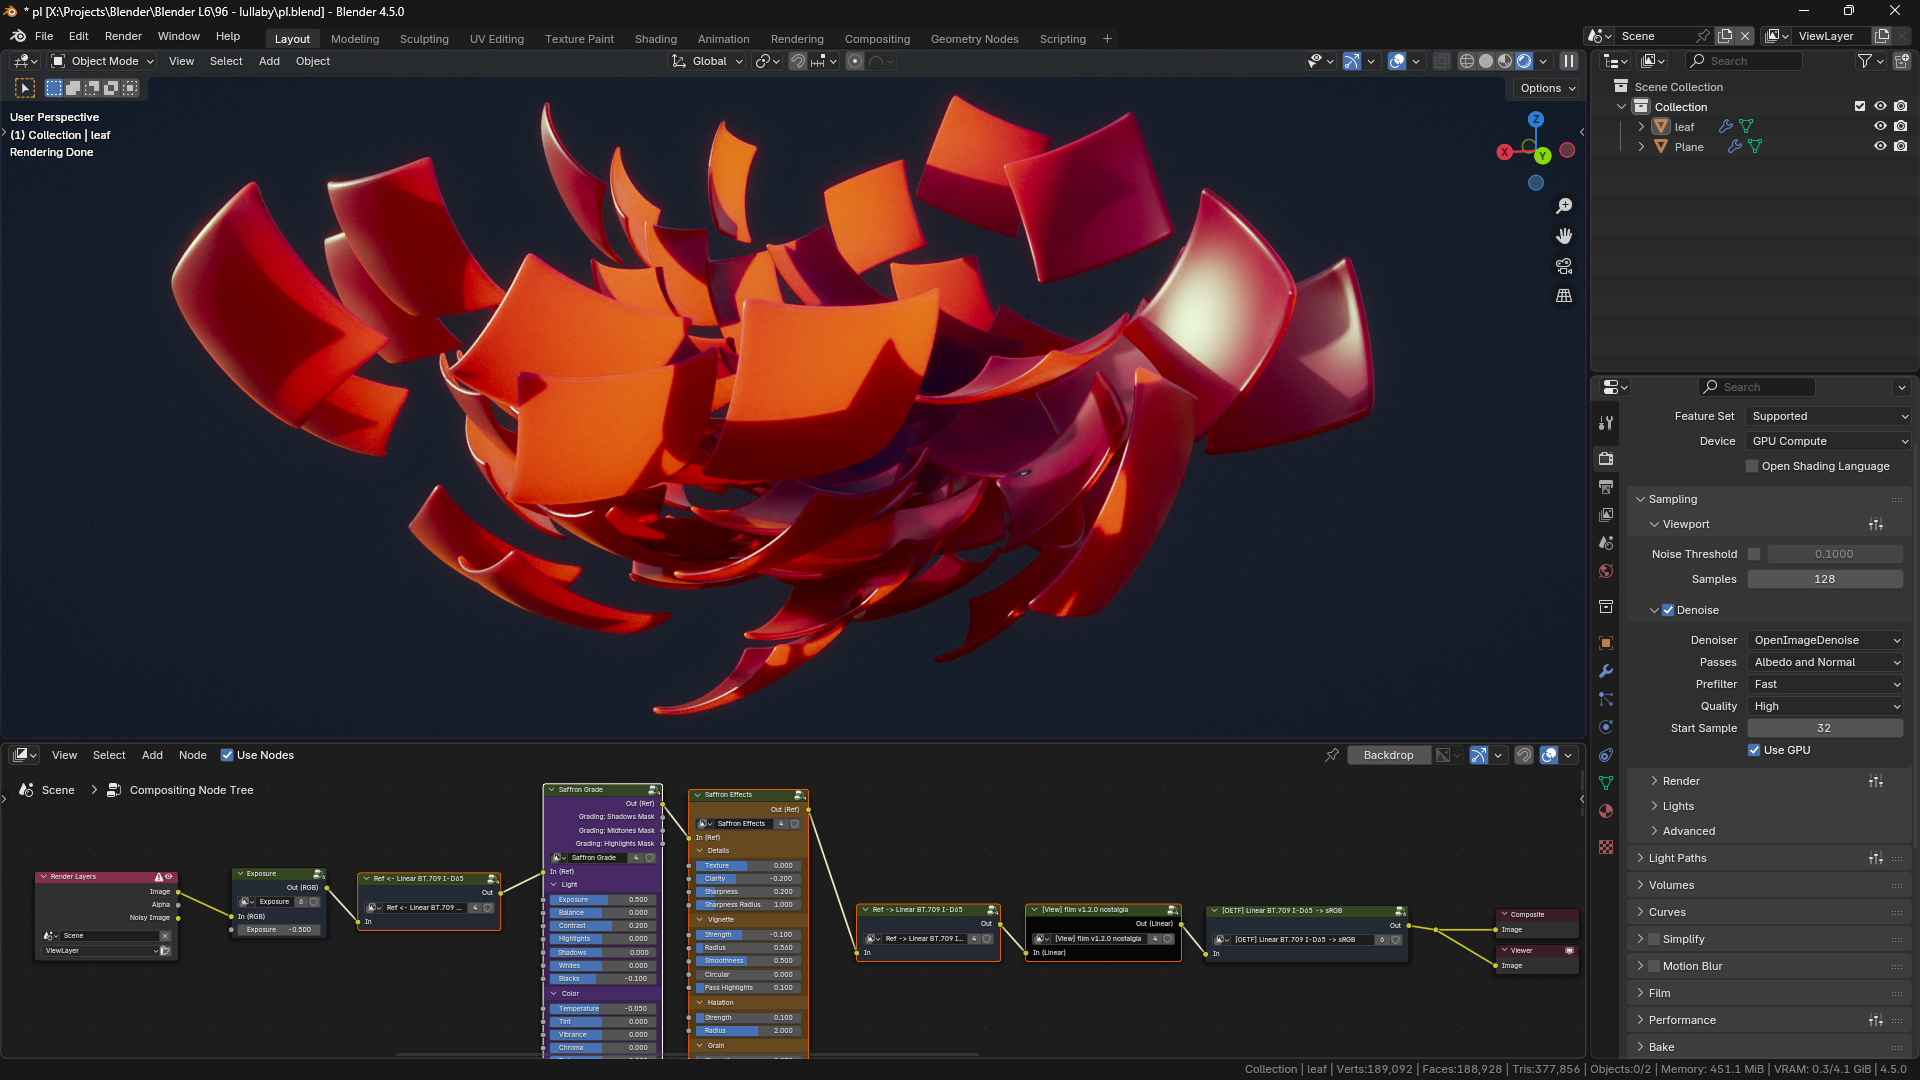 * pl [X:\Projects\Blender\Blender L6\96 - lullaby\pl.blend] - Blender 4.5.0
File Edit Render Window Help
Layout Modeling Sculpting UV Editing Texture Paint Shading Animation Rendering Compositing Geometry Nodes Scripting +
Scene
ViewLayer
Object Mode View Select Add Object
Global
Options
User Perspective
(1) Collection | leaf
Rendering Done
Z
X
Y
Search
Scene Collection
Collection
leaf
Plane
Search
Feature Set Supported
Device GPU Compute
Open Shading Language
Sampling
Viewport
Noise Threshold 0.1000
Samples 128
Denoise
Denoiser OpenImageDenoise
Passes Albedo and Normal
Prefilter Fast
Quality High
Start Sample 32
Use GPU
Render
Lights
Advanced
Light Paths
Volumes
Curves
Simplify
Motion Blur
Film
Performance
Bake
View Select Add Node Use Nodes
Backdrop
Scene > Compositing Node Tree
Render Layers
Image
Alpha
Noisy Image
Scene
ViewLayer
Exposure
Out (RGB)
Exposure 6
In (RGB)
Exposure -0.500
Ref <- Linear BT.709 I-D65
Out
Ref <- Linear BT.709 ... 4
In
Saffron Grade
Out (Ref)
Grading: Shadows Mask
Grading: Midtones Mask
Grading: Highlights Mask
Saffron Grade 4
In (Ref)
Light
Exposure 0.500
Balance 0.000
Contrast 0.200
Highlights 0.000
Shadows 0.000
Whites 0.000
Blacks -0.100
Color
Temperature -0.050
Tint 0.000
Vibrance 0.000
Chroma 0.000
Saffron Effects
Out (Ref)
Saffron Effects 4
In (Ref)
Details
Texture 0.000
Clarity -0.200
Sharpness 0.200
Sharpness Radius 1.000
Vignette
Strength -0.100
Radius 0.560
Smoothness 0.500
Circular 0.000
Pass Highlights 0.100
Halation
Strength 0.100
Radius 2.000
Grain
Ref -> Linear BT.709 I-D65
Out
Ref -> Linear BT.709 I... 4
In
[View] film v1.2.0 nostalgia
Out (Linear)
[View] film v1.2.0 nostalgia 4
In (Linear)
[OETF] Linear BT.709 I-D65 -> sRGB
Out
[OETF] Linear BT.709 I-D65 -> sRGB 6
In
Composite
Image
Viewer
Image
Collection | leaf | Verts:189,092 | Faces:188,928 | Tris:377,856 | Objects:0/2 | Memory: 451.1 MiB | VRAM: 0.3/4.1 GiB | 4.5.0